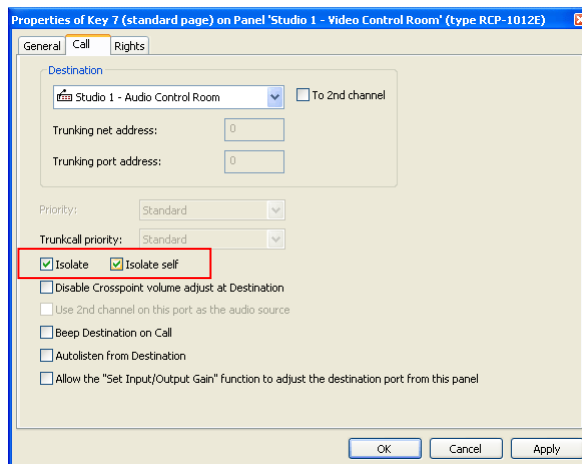 Properties of Key 7 (standard page) on Panel 'Studio 1 - Video Control Room' (type RCP-1012E)
General Call Rights
Destination
Studio 1 - Audio Control Room To 2nd channel
Trunking net address: 0
Trunking port address: 0
Priority: Standard
Trunkcall priority: Standard
Isolate Isolate self
Disable Crosspoint volume adjust at Destination
Use 2nd channel on this port as the audio source
Beep Destination on Call
Autolisten from Destination
Allow the "Set Input/Output Gain" function to adjust the destination port from this panel
OK Cancel Apply